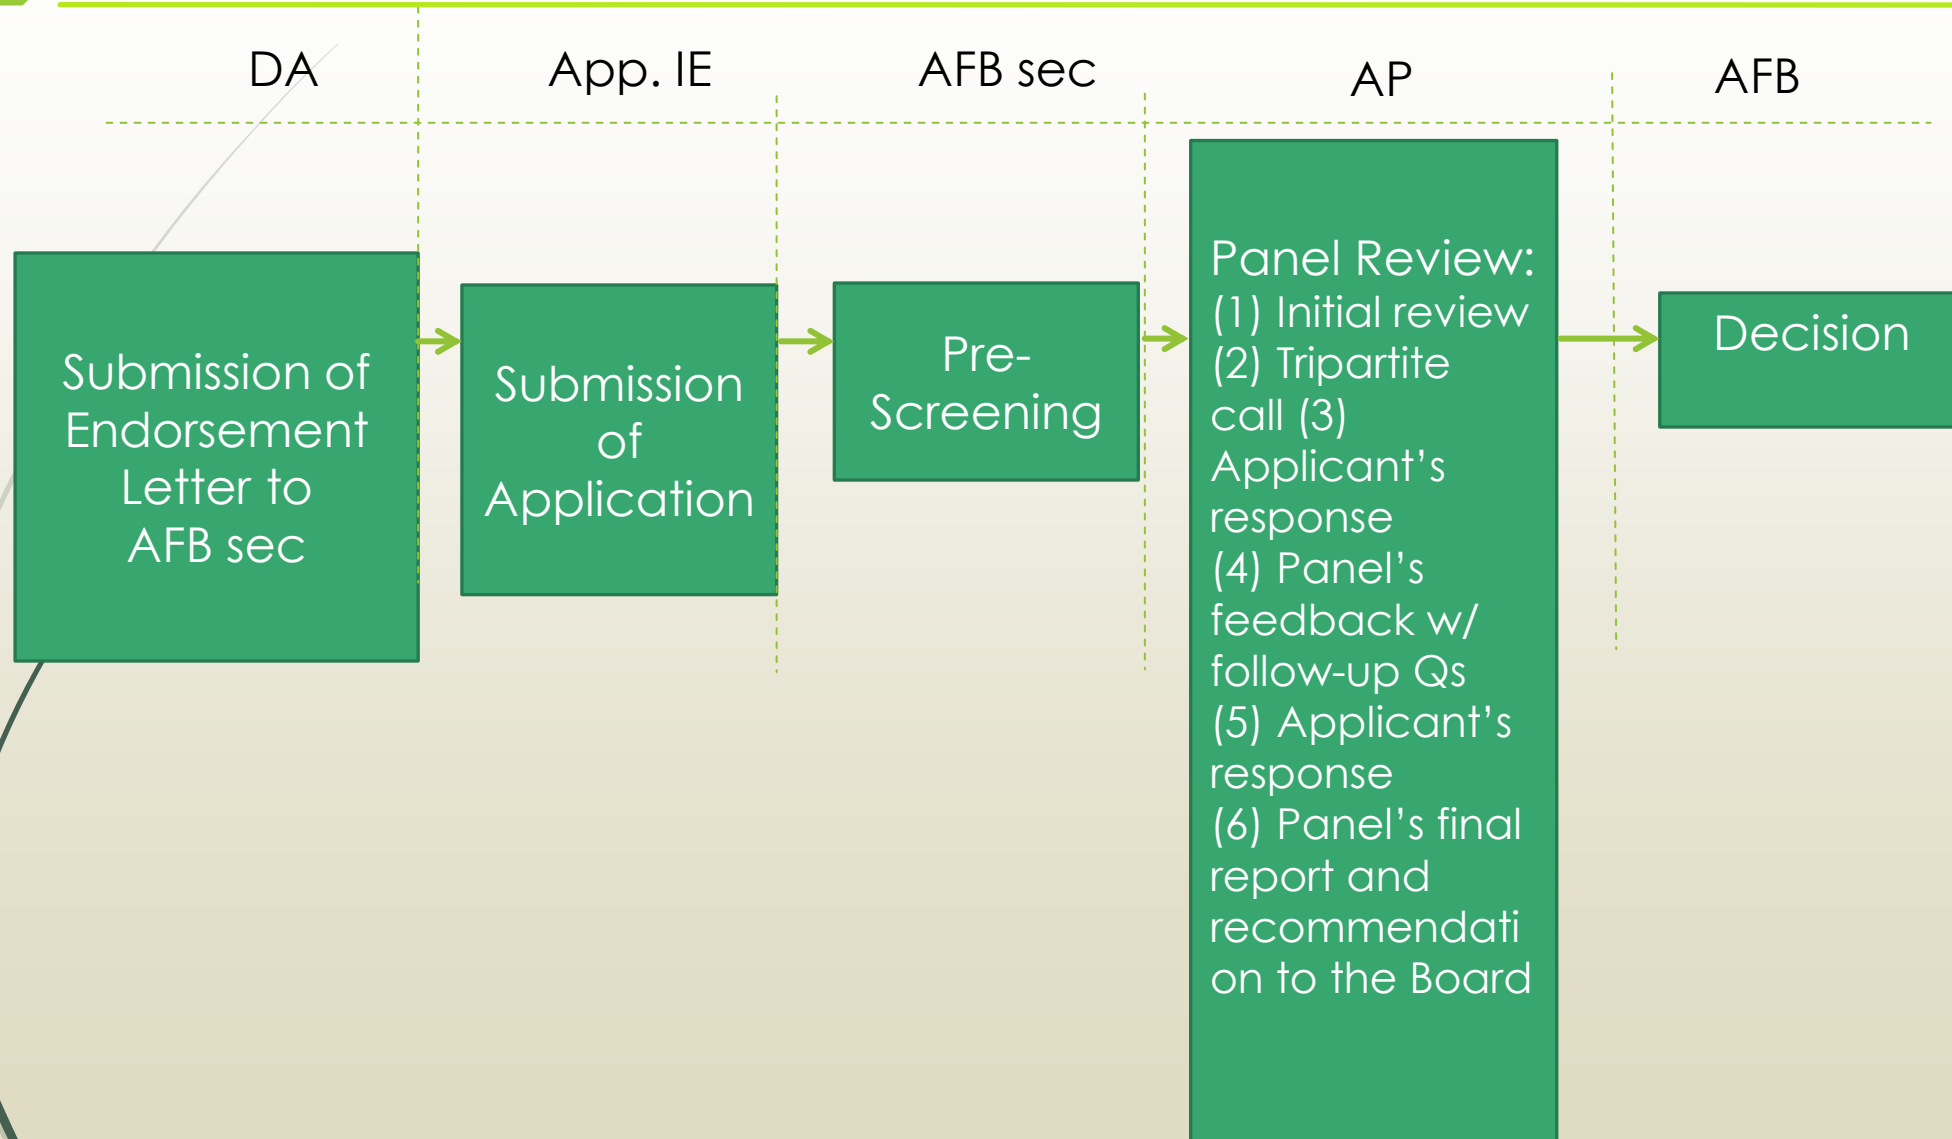 DA
App. IE
AFB sec
AP
AFB
Submission of
Endorsement
Letter to
AFB sec
Submission
of
Application
Pre-
Screening
Panel Review:
(1) Initial review
(2) Tripartite
call (3)
Applicant’s
response
(4) Panel’s
feedback w/
follow-up Qs
(5) Applicant’s
response
(6) Panel’s final
report and
recommendati
on to the Board
Decision